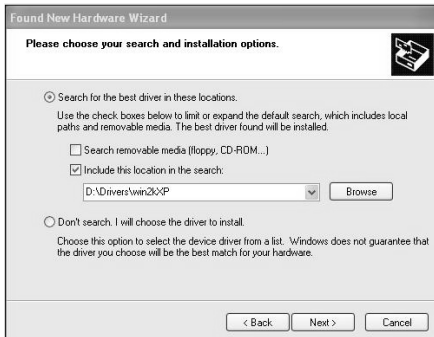 Found New Hardware Wizard
Please choose your search and installation options.
Search for the best driver in these locations.
Use the check boxes below to limit or expand the default search, which includes local
paths and removable media. The best driver found will be installed.
Search removable media (floppy, CD-ROM...)
Include this location in the search:
D:\Drivers\win2kXP
Browse
Don't search. I will choose the driver to install.
Choose this option to select the device driver from a list. Windows does not guarantee that
the driver you choose will be the best match for your hardware.
< Back
Next >
Cancel